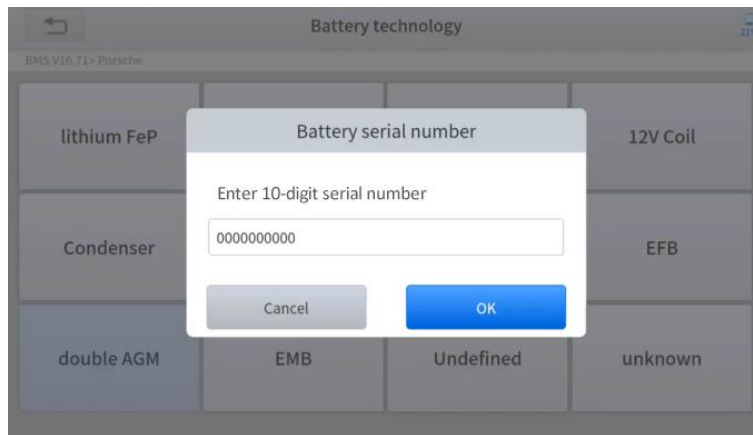 Battery technology
BMS V16.71> Porsche
lithium FeP
12V Coil
Battery serial number
Enter 10-digit serial number
0000000000
Cancel
OK
Condenser
EFB
double AGM
EMB
Undefined
unknown